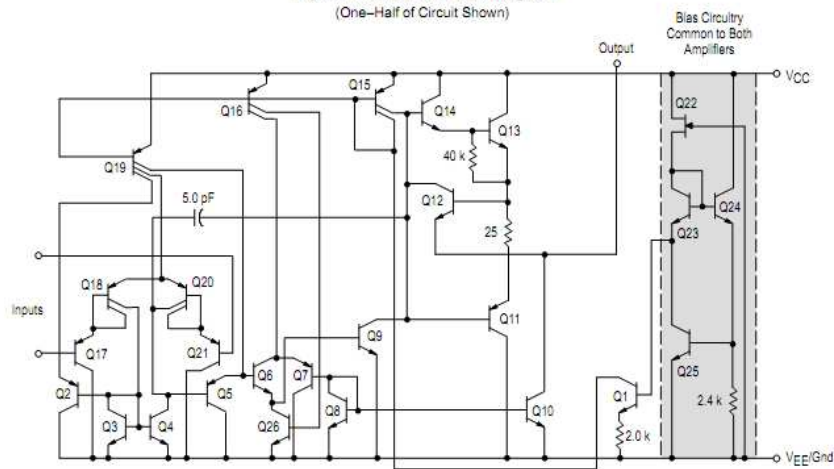 (One–Half of Circuit Shown)
Bias Circuitry
Common to Both
Amplifiers
Output
VCC
Q15
Q22
Q16
Q14
Q13
Q19
40 k
5.0 pF
Q12
Q24
Q23
25
Q18
Q20
Inputs
Q9
Q11
Q17
Q21
Q6
Q7
Q25
Q2
Q5
Q1
Q3
Q4
Q26
Q8
Q10
2.4 k
2.0 k
VEE/Gnd